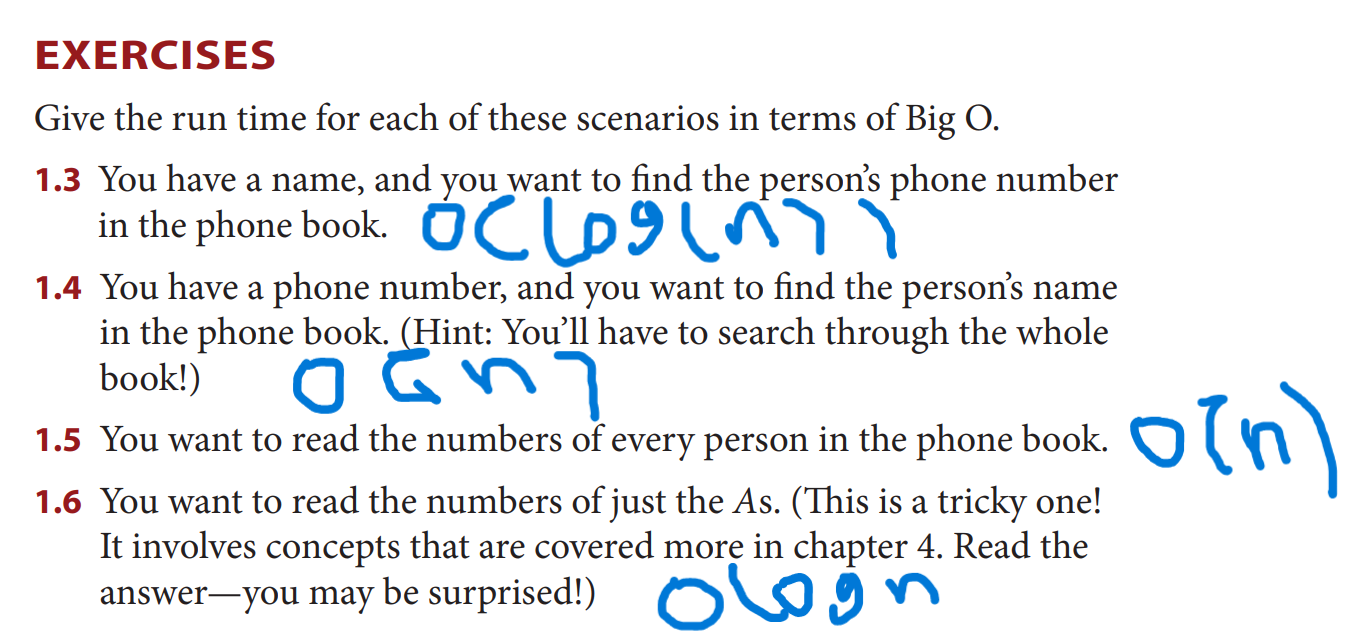 EXERCISES
Give the run time for each of these scenarios in terms of Big O.
1.3 You have a name, and you want to find the person’s phone number
in the phone book. O(log(n))
1.4 You have a phone number, and you want to find the person’s name
in the phone book. (Hint: You’ll have to search through the whole
book!) O(n)
1.5 You want to read the numbers of every person in the phone book. O(n)
1.6 You want to read the numbers of just the As. (This is a tricky one!
It involves concepts that are covered more in chapter 4. Read the
answer—you may be surprised!) O logn